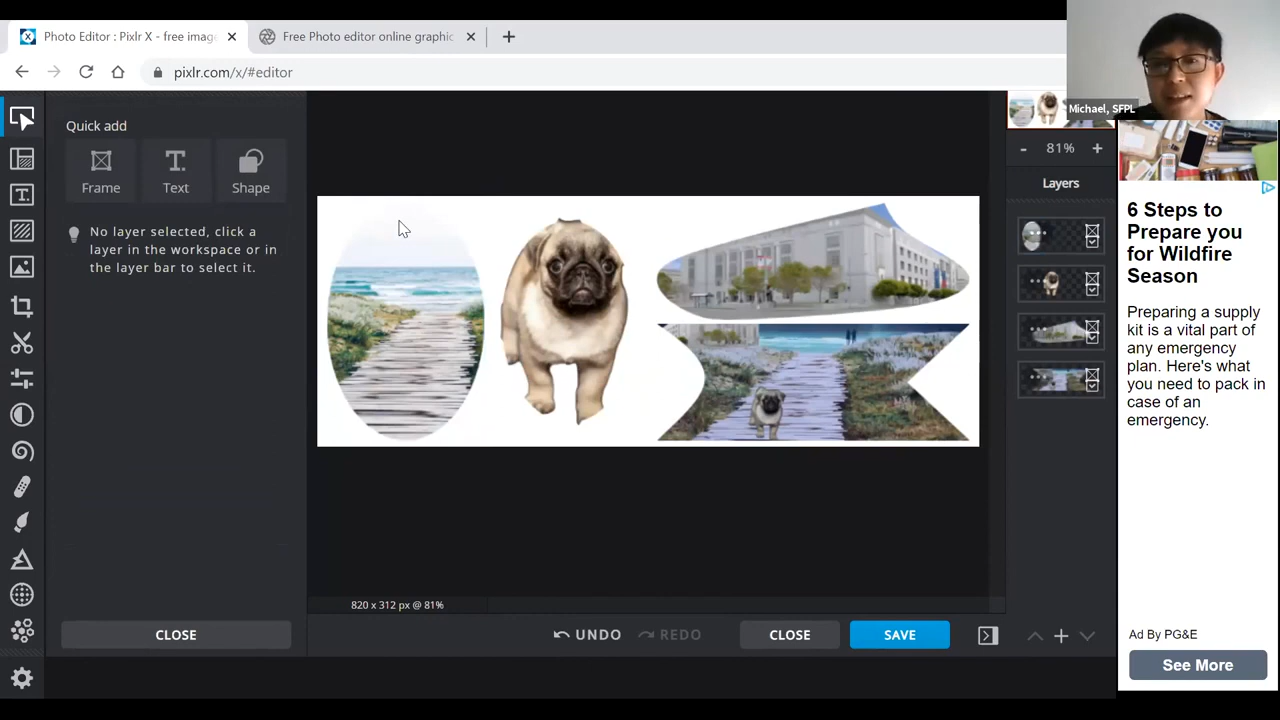 Photo Editor : Pixlr X - free imag
Free Photo editor online graphic
pixlr.com/x/#editor
Michael, SFPL
Quick add
Frame
Text
Shape
No layer selected, click a
layer in the workspace or in
the layer bar to select it.
81%
Layers
6 Steps to
Prepare you
for Wildfire
Season
Preparing a supply
kit is a vital part of
any emergency
plan. Here's what
you need to pack in
case of an
emergency.
820 x 312 px @ 81%
CLOSE
UNDO
REDO
CLOSE
SAVE
Ad By PG&E
See More